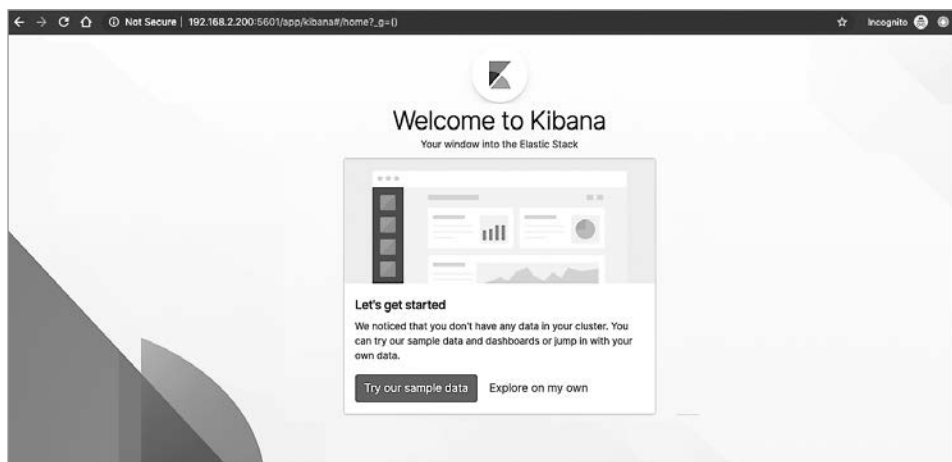 Not Secure | 192.168.2.200:5601/app/kibana#/home?_g=()
Incognito
Welcome to Kibana
Your window into the Elastic Stack
Let's get started
We noticed that you don't have any data in your cluster. You
can try our sample data and dashboards or jump in with your
own data.
Try our sample data Explore on my own